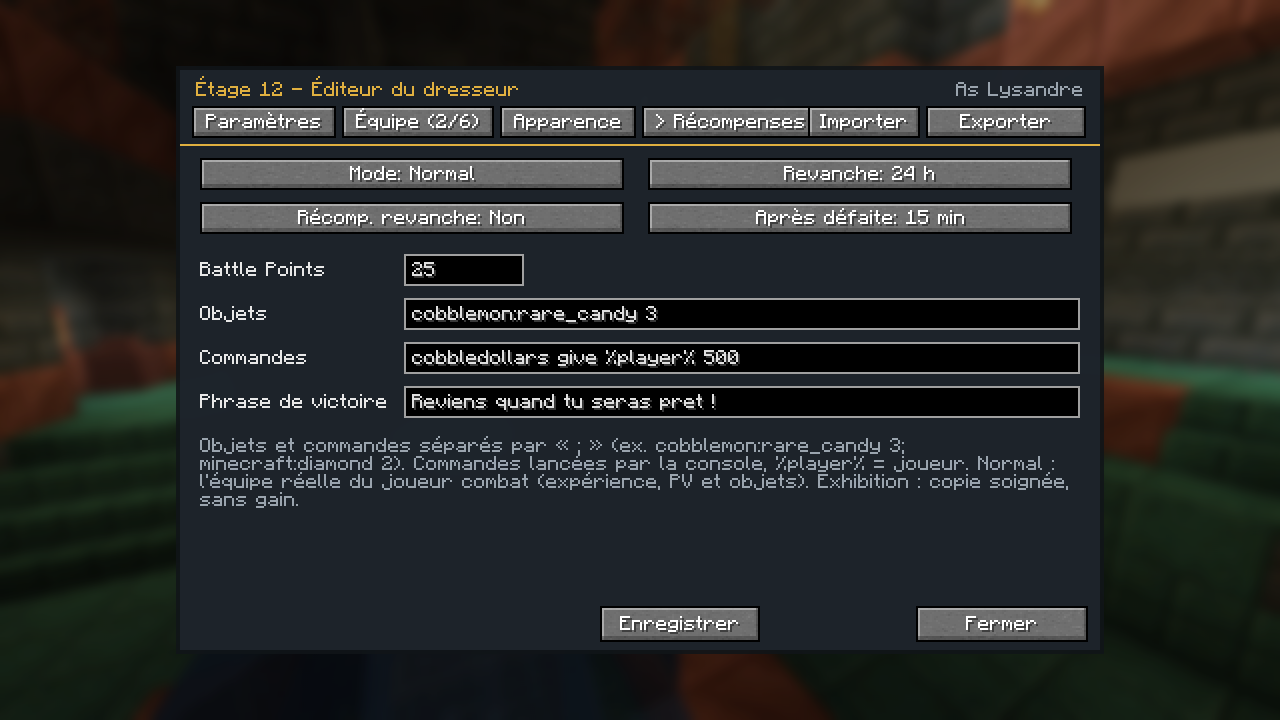 Étage 12 - Éditeur du dresseur As Lysandre
Paramètres Équipe (2/6) Apparence > Récompenses Importer Exporter
Mode: Normal Revanche: 24 h
Récomp. revanche: Non Après défaite: 15 min
Battle Points 25
Objets cobblemon:rare_candy 3
Commandes cobbledollars give %player% 500
Phrase de victoire Reviens quand tu seras pret !
Objets et commandes séparés par « ; » (ex. cobblemon:rare_candy 3;
minecraft:diamond 2). Commandes lancées par la console, %player% = joueur. Normal :
l'équipe réelle du joueur combat (expérience, PV et objets). Exhibition : copie soignée,
sans gain.
Enregistrer Fermer